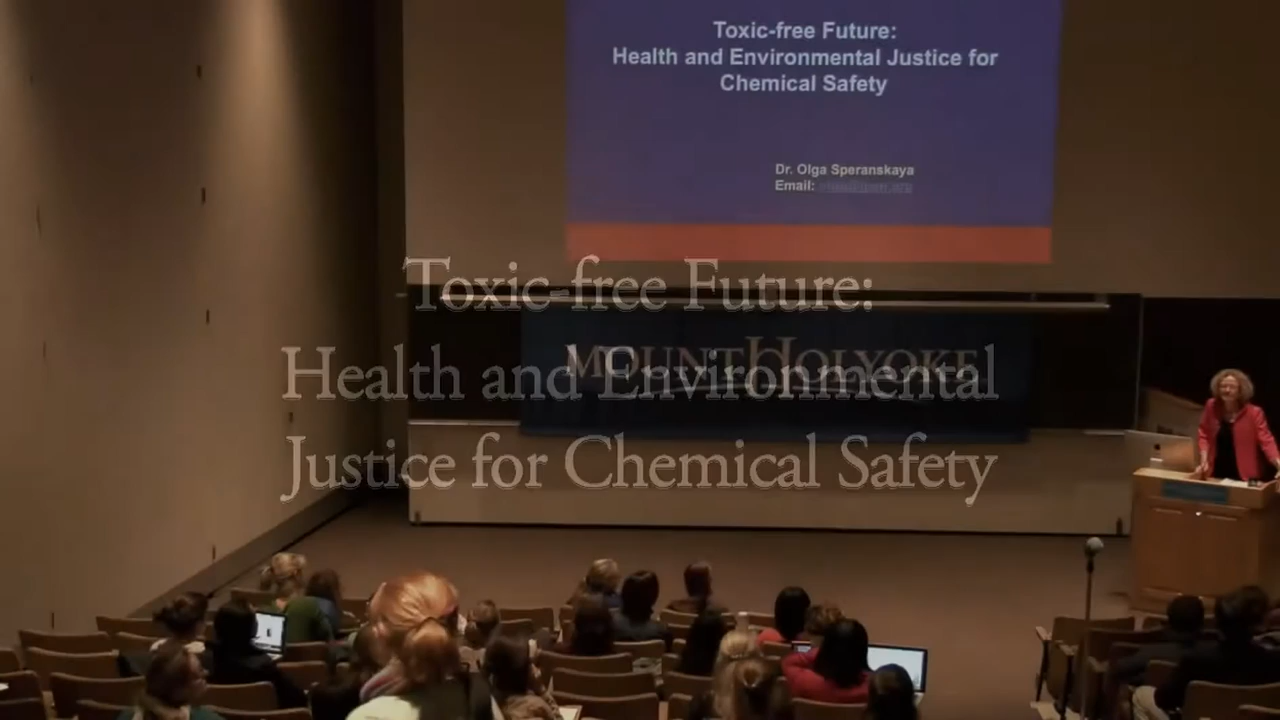 Toxic-free Future:
Health and Environmental Justice for
Chemical Safety
Dr. Olga Speranskaya
Email:
Toxic-free Future:
MOUNT HOLYOKE
Health and Environmental
Justice for Chemical Safety